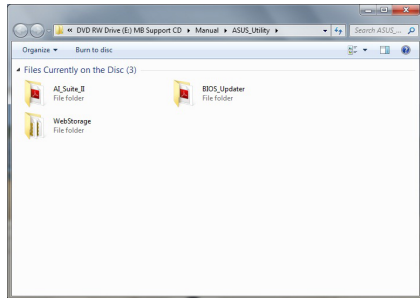 « DVD RW Drive (E:) MB Support CD ▸ Manual ▸ ASUS_Utility ▸
Search ASUS_...
Organize ▾ Burn to disc
Files Currently on the Disc (3)
AI_Suite_II
File folder
BIOS_Updater
File folder
WebStorage
File folder